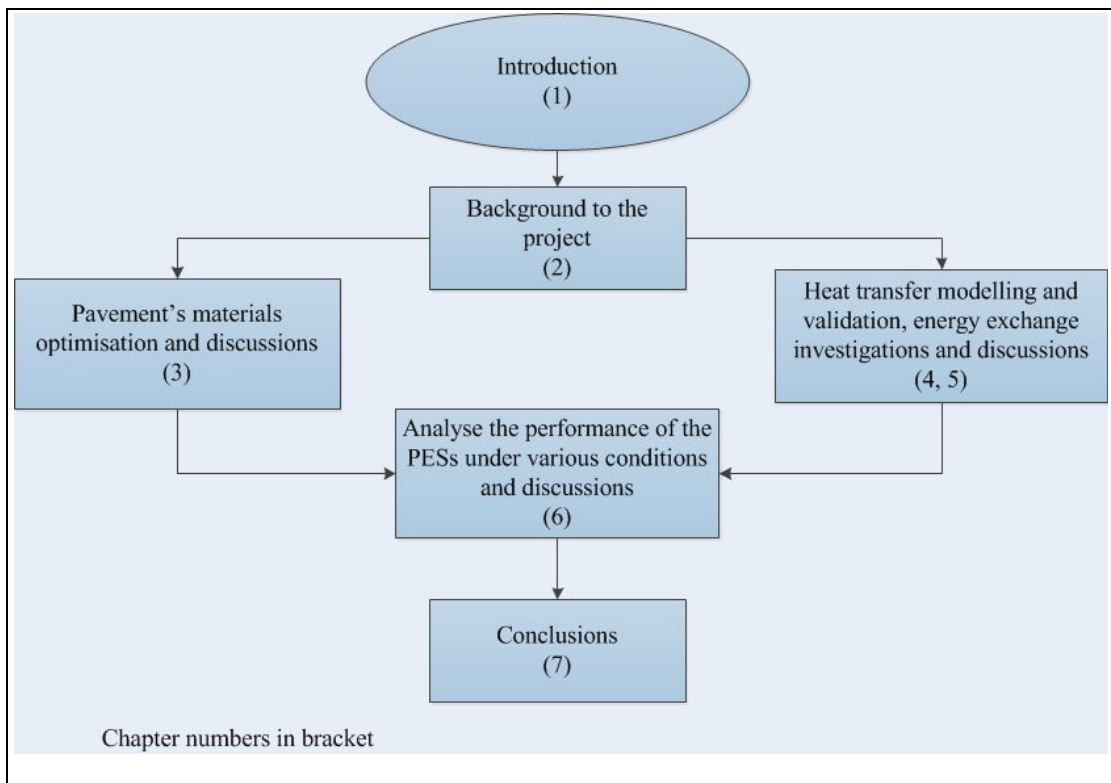 Introduction
(1)
Background to the
project
(2)
Pavement's materials
optimisation and discussions
(3)
Heat transfer modelling and
validation, energy exchange
investigations and discussions
(4, 5)
Analyse the performance of the
PESs under various conditions
and discussions
(6)
Conclusions
(7)
Chapter numbers in bracket